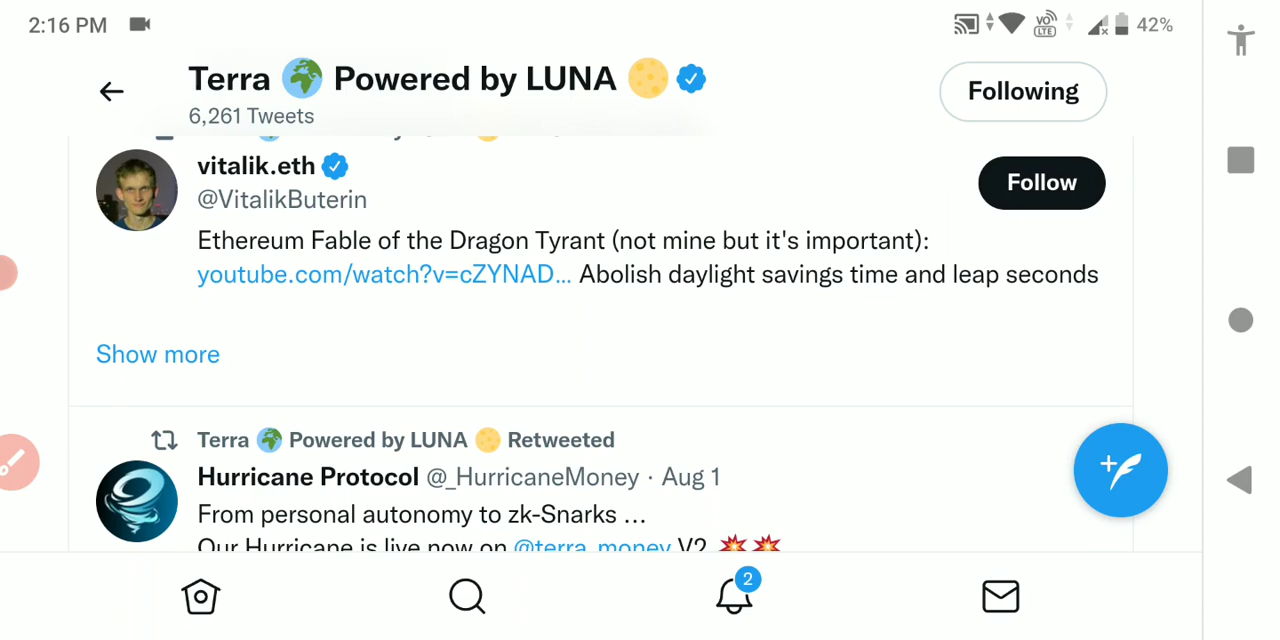 2:16 PM
VO LTE 42%
Terra 🌍 Powered by LUNA 🌕
6,261 Tweets
Following
vitalik.eth
@VitalikButerin
Follow
Ethereum Fable of the Dragon Tyrant (not mine but it's important):
youtube.com/watch?v=cZYNAD… Abolish daylight savings time and leap seconds
Show more
Terra 🌍 Powered by LUNA 🌕 Retweeted
Hurricane Protocol @_HurricaneMoney · Aug 1
From personal autonomy to zk-Snarks …
Our Hurricane is live now on @terra_money V2 💥 💥
2